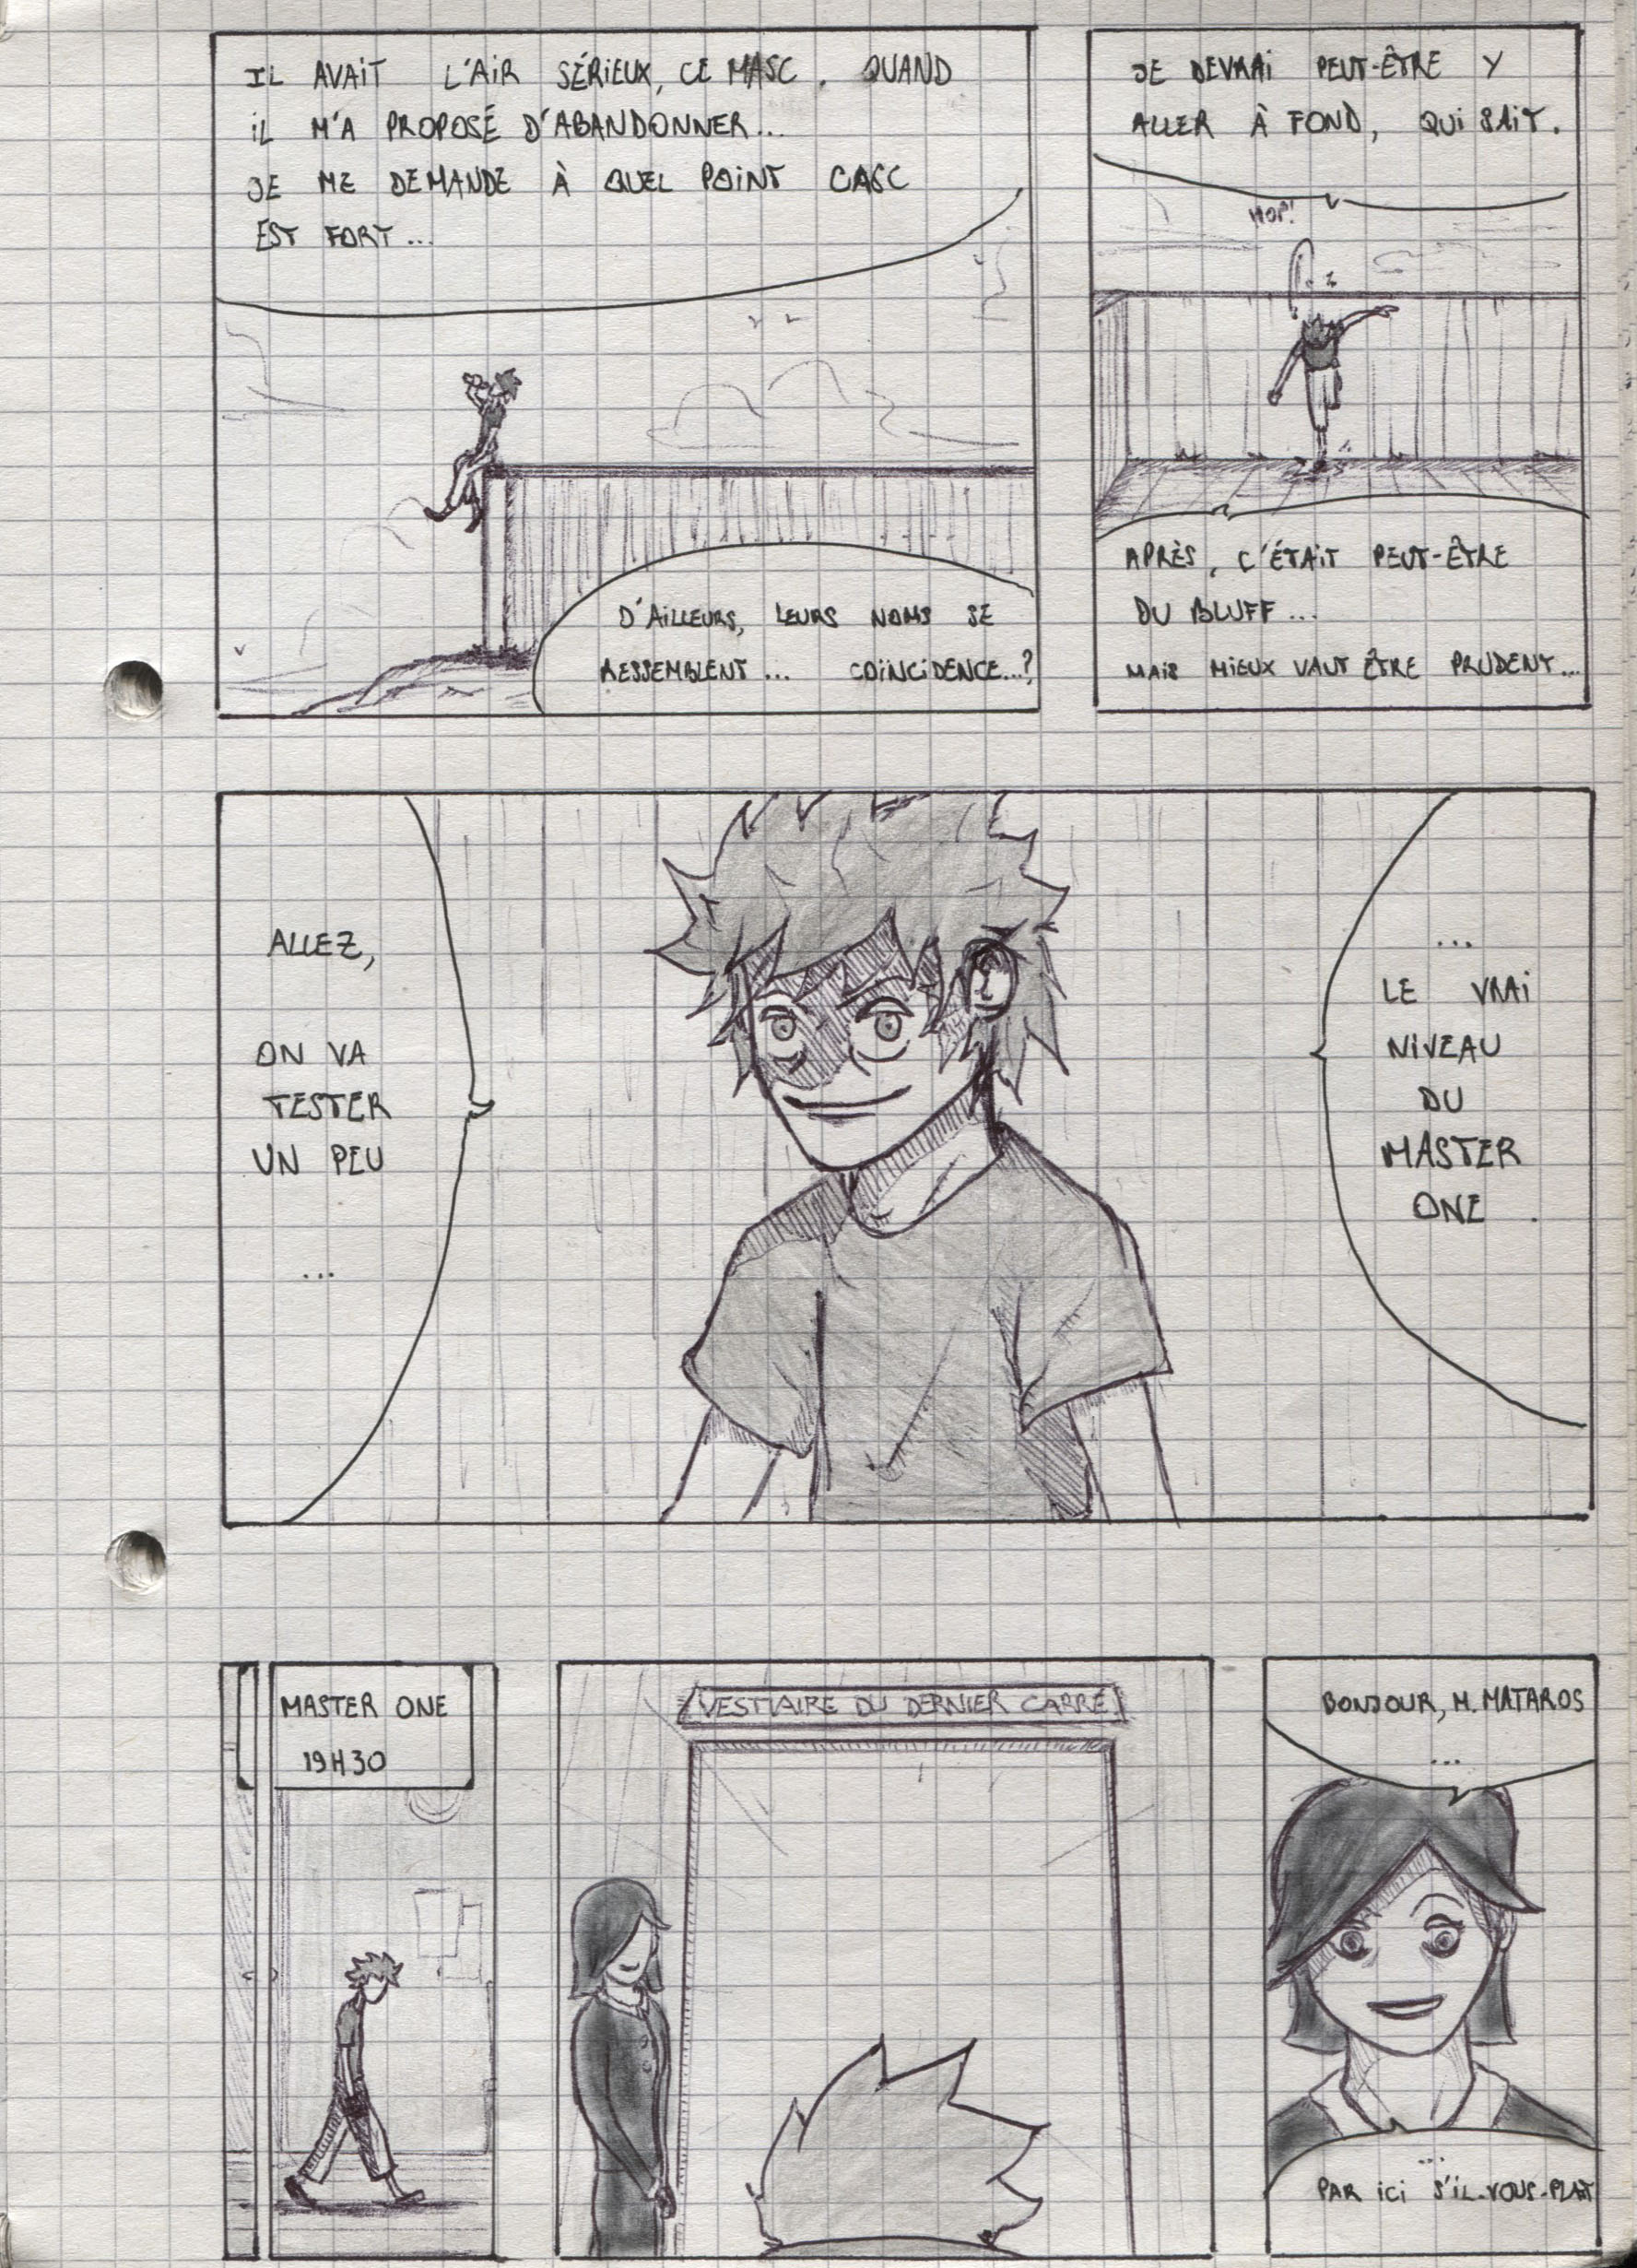 IL AVAIT L'AIR SÉRIEUX, CE MASC. QUAND
IL M'A PROPOSÉ D'ABANDONNER...
JE ME DEMANDE À QUEL POINT CASC
EST FORT...
D'AILLEURS, LEURS NOMS SE
RESSEMBLENT... COÏNCIDENCE...?
JE DEVRAI PEUT-ÊTRE Y
ALLER À FOND, QUI SAIT.
HOP!
APRÈS, C'ÉTAIT PEUT-ÊTRE
DU BLUFF...
MAIS MIEUX VAUT ÊTRE PRUDENT...
ALLEZ,
ON VA
TESTER
UN PEU
...
...
LE VRAI
NIVEAU
DU
MASTER
ONE.
MASTER ONE
19H30
VESTIAIRE DU DERNIER CARRÉ
BONJOUR, M. MATAROS
...
...
PAR ICI S'IL-VOUS-PLAÎT